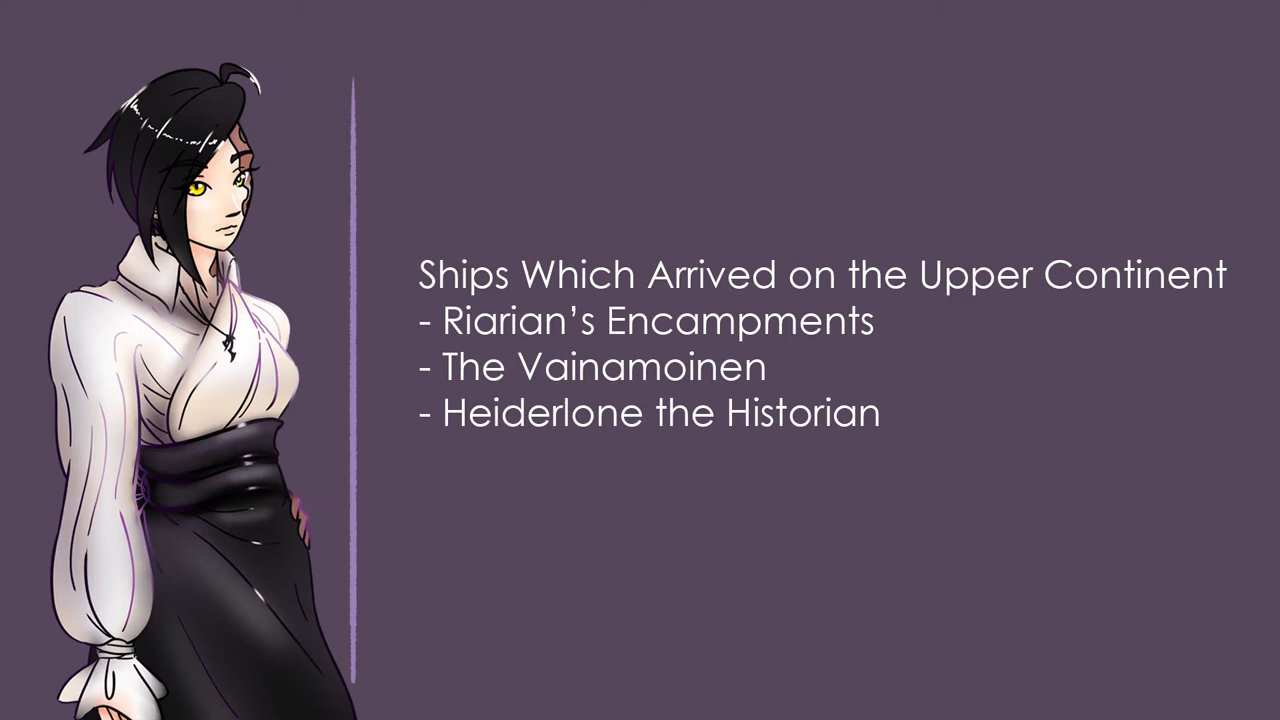 Ships Which Arrived on the Upper Continent
- Riarian’s Encampments
- The Vainamoinen
- Heiderlone the Historian